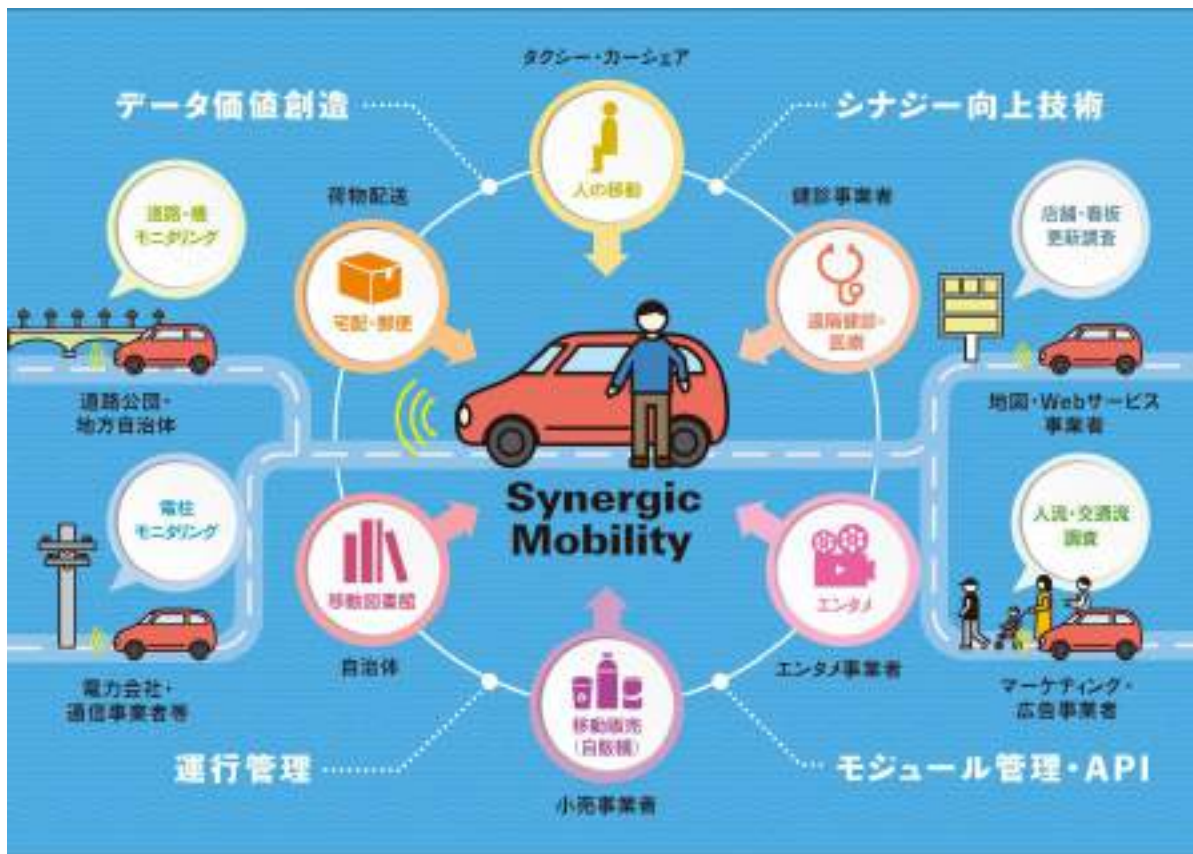 タクシー・カーシェア
データ価値創造
シナジー向上技術
人の移動
荷物配送
健診事業者
道路・橋
モニタリング
店舗・看板
更新調査
宅配・郵便
遠隔健診・
医療
道路公団・
地方自治体
地図・Webサービス
事業者
Synergic
Mobility
電柱
モニタリング
人流・交通流
調査
移動図書館
エンタメ
自治体
エンタメ事業者
電力会社・
通信事業者等
マーケティング・
広告事業者
移動販売
(自販機)
運行管理
モジュール管理・API
小売事業者